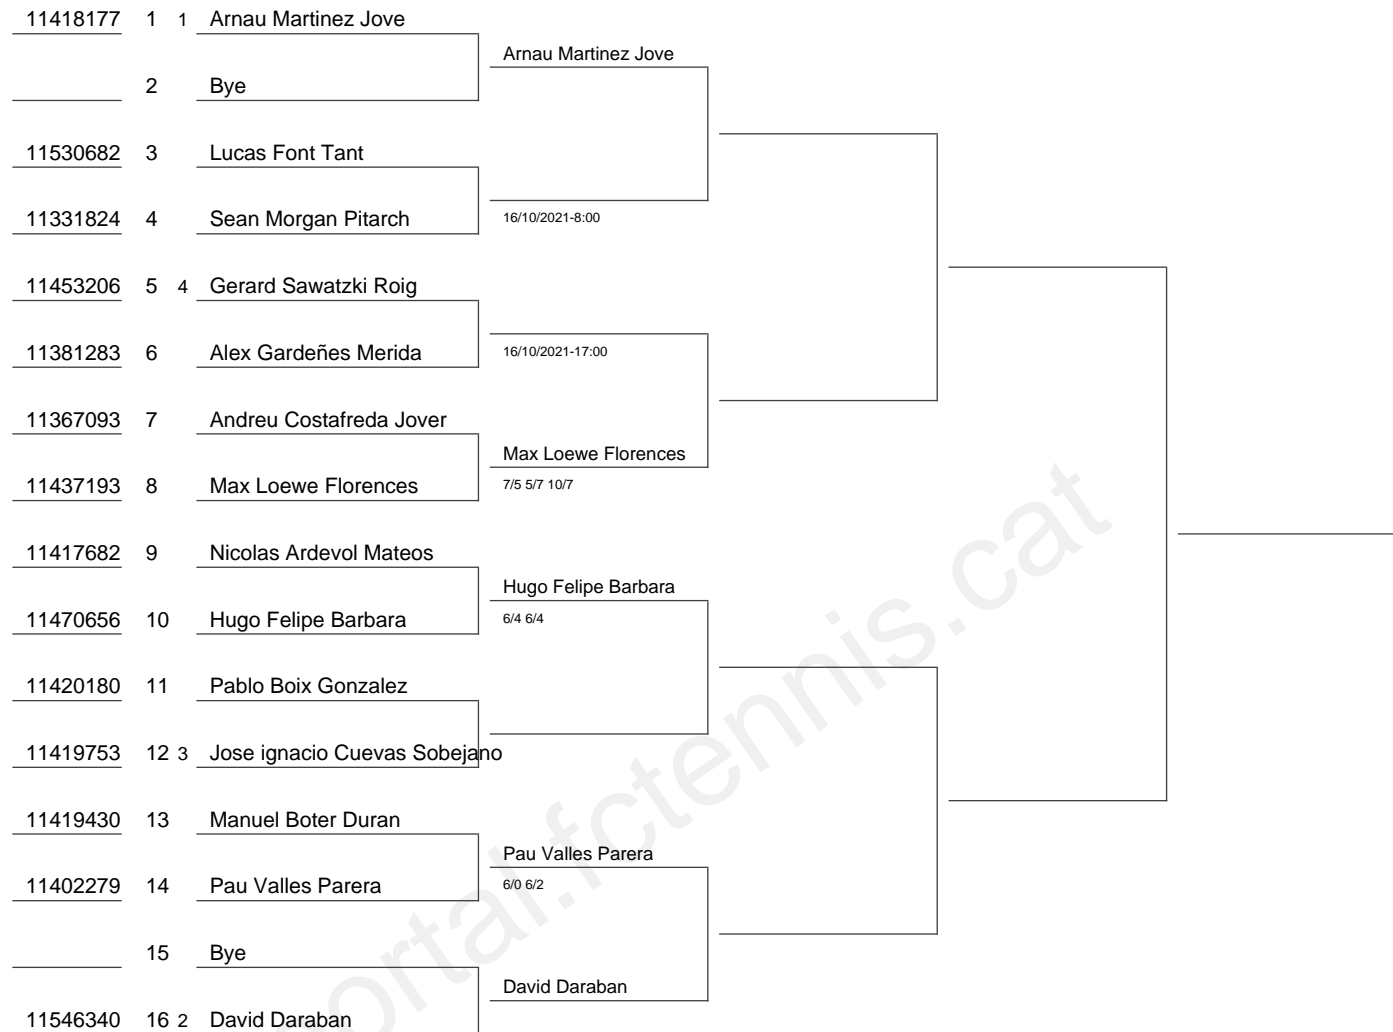 11418177 1 1 Arnau Martinez Jove
Arnau Martinez Jove
2 Bye
11530682 3 Lucas Font Tant
11331824 4 Sean Morgan Pitarch
16/10/2021-8:00
11453206 5 4 Gerard Sawatzki Roig
11381283 6 Alex Gardeñes Merida
16/10/2021-17:00
11367093 7 Andreu Costafreda Jover
Max Loewe Florences
11437193 8 Max Loewe Florences
7/5 5/7 10/7
11417682 9 Nicolas Ardevol Mateos
Hugo Felipe Barbara
11470656 10 Hugo Felipe Barbara
6/4 6/4
11420180 11 Pablo Boix Gonzalez
11419753 12 3 Jose ignacio Cuevas Sobejano
11419430 13 Manuel Boter Duran
Pau Valles Parera
11402279 14 Pau Valles Parera
6/0 6/2
15 Bye
David Daraban
11546340 16 2 David Daraban
ortal.fctennis.cat